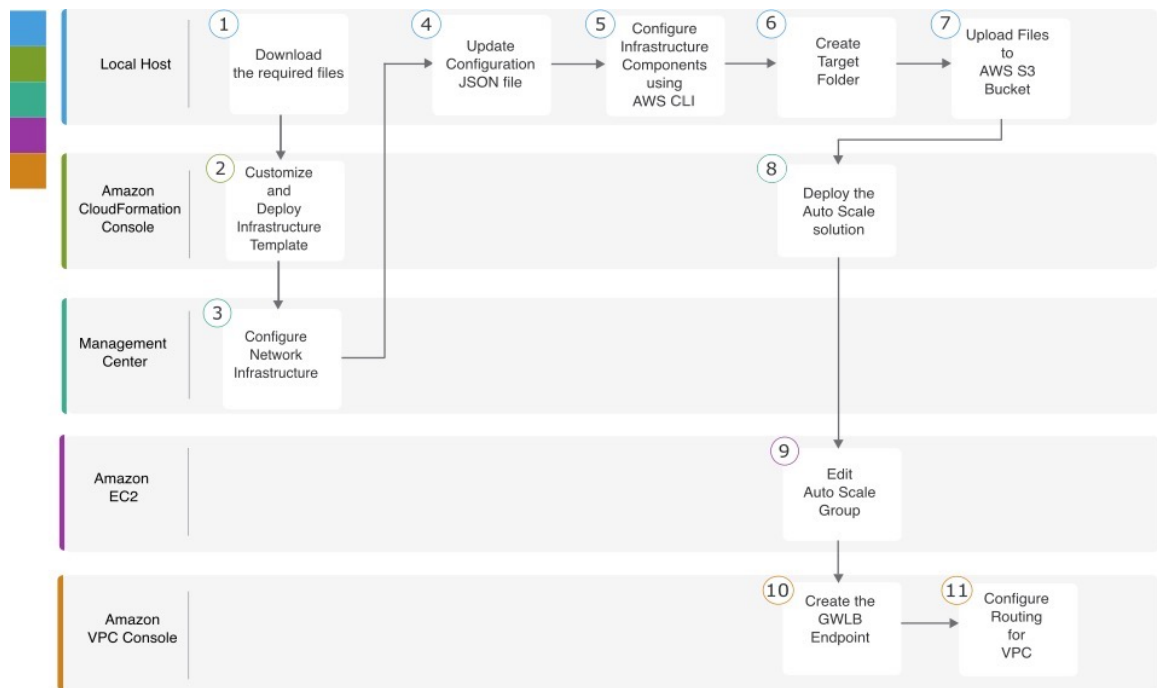 Local Host
1
Download
the required files
4
Update
Configuration
JSON file
5
Configure
Infrastructure
Components
using
AWS CLI
6
Create
Target
Folder
7
Upload Files
to
AWS S3
Bucket
Amazon
CloudFormation
Console
2
Customize
and
Deploy
Infrastructure
Template
8
Deploy the
Auto Scale
solution
Management
Center
3
Configure
Network
Infrastructure
Amazon
EC2
9
Edit
Auto Scale
Group
Amazon
VPC Console
10
Create the
GWLB
Endpoint
11
Configure
Routing
for
VPC